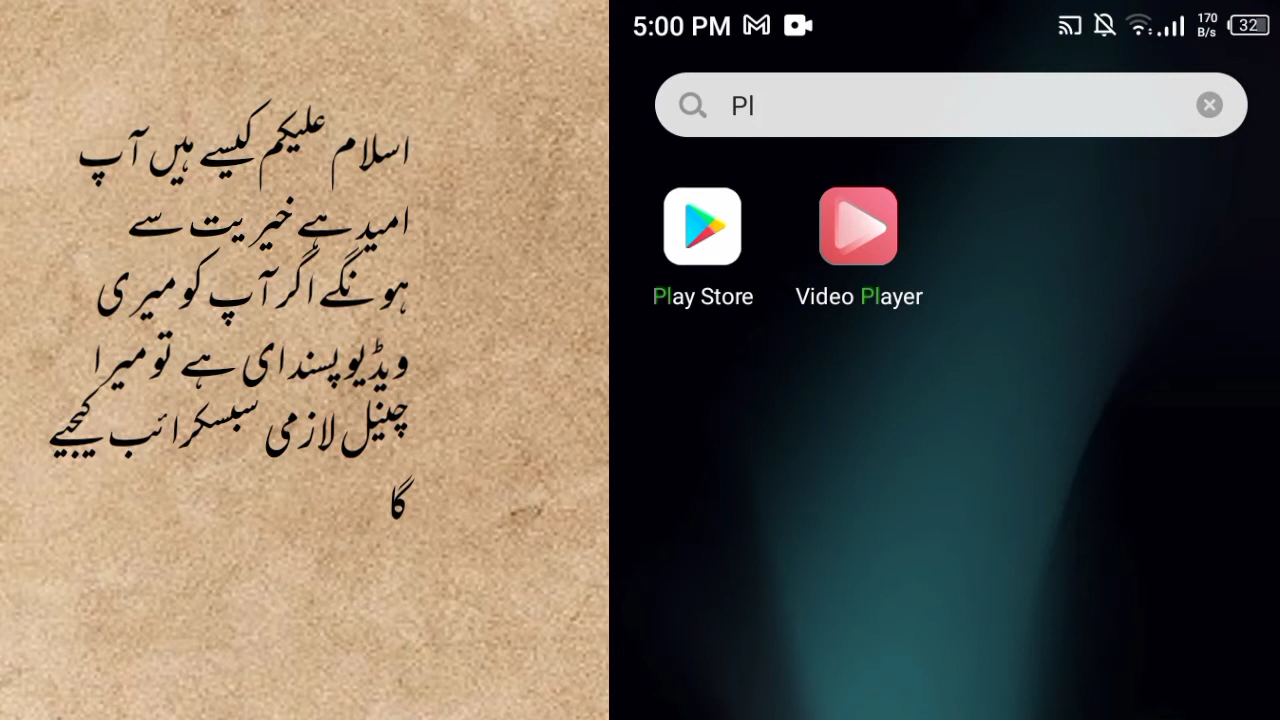 اسلام علیکم کیسے ہیں آپ
امید ہے خیریت سے
ہونگے اگر آپ کو میری
ویڈیو پسند ای ہے تو میرا
چینیل لازمی سبسکرائب کیجیے
گا
5:00 PM 170 B/s 32
Pl
Play Store Video Player